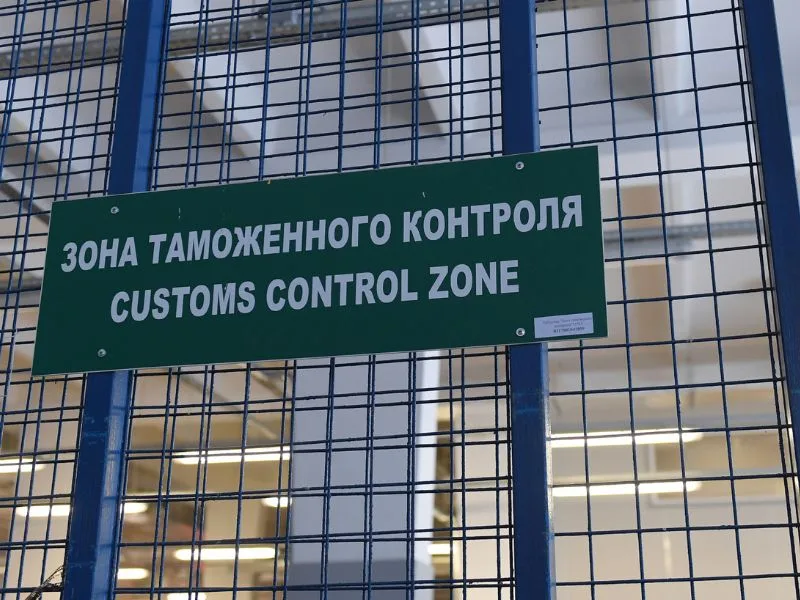 ЗОНА ТАМОЖЕННОГО КОНТРОЛЯ
CUSTOMS CONTROL ZONE